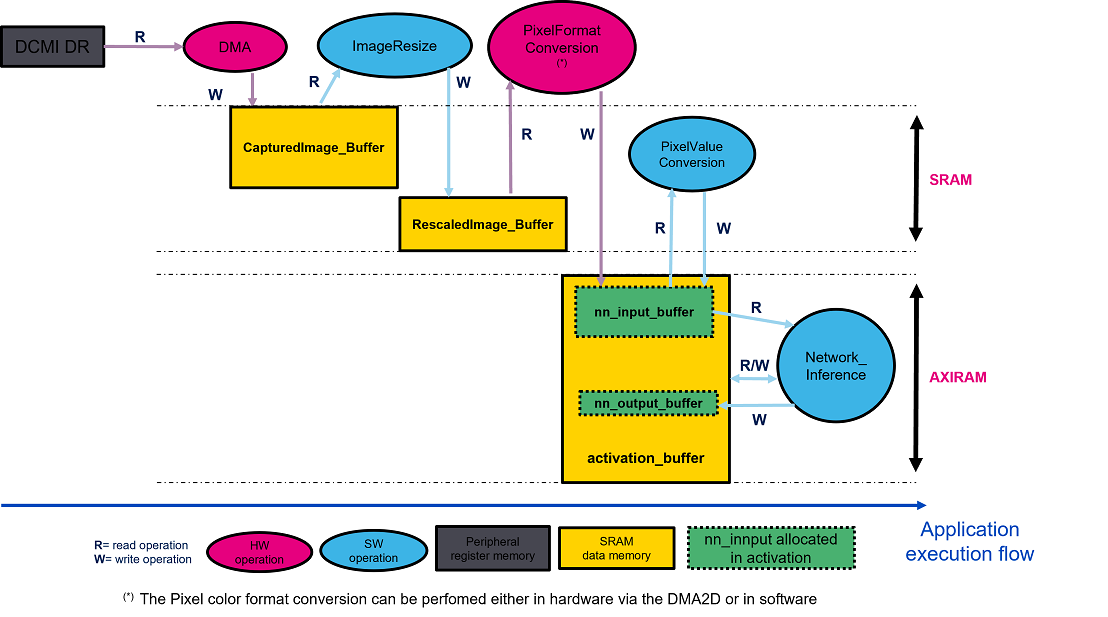 DCMI DR
R
DMA
ImageResize
PixelFormat
Conversion
(*)
W
R
W
R
W
CapturedImage_Buffer
PixelValue
Conversion
SRAM
RescaledImage_Buffer
R
W
nn_input_buffer
R
Network_
Inference
R/W
AXIRAM
nn_output_buffer
W
activation_buffer
Application
execution flow
R= read operation
W= write operation
HW
operation
SW
operation
Peripheral
register memory
SRAM
data memory
nn_innput allocated
in activation
(*) The Pixel color format conversion can be perfomed either in hardware via the DMA2D or in software